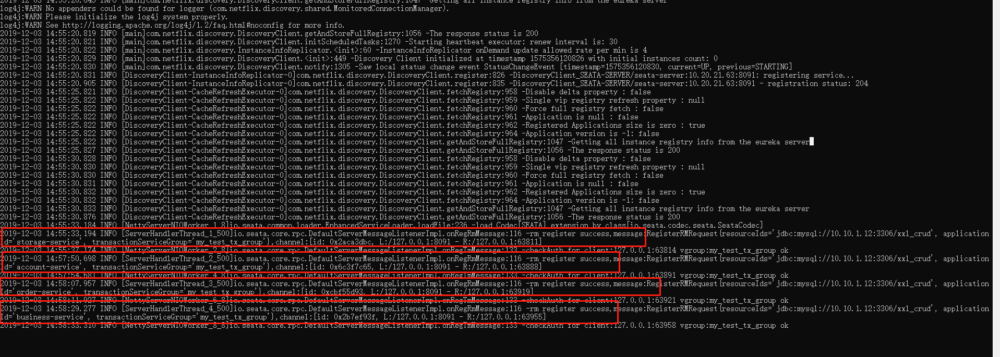 2019-12-03 14:55:20.645 INFO [main]com.netflix.discovery.DiscoveryClient.getAndStoreFullRegistry:1047 -Getting all instance registry info from the eureka server
log4j:WARN No appenders could be found for logger (com.netflix.discovery.shared.MonitoredConnectionManager).
log4j:WARN Please initialize the log4j system properly.
log4j:WARN See http://logging.apache.org/log4j/1.2/faq.html#noconfig for more info.
2019-12-03 14:55:20.819 INFO [main]com.netflix.discovery.DiscoveryClient.getAndStoreFullRegistry:1056 -The response status is 200
2019-12-03 14:55:20.821 INFO [main]com.netflix.discovery.DiscoveryClient.initScheduledTasks:1270 -Starting heartbeat executor: renew interval is: 30
2019-12-03 14:55:20.822 INFO [main]com.netflix.discovery.InstanceInfoReplicator.<init>:60 -InstanceInfoReplicator onDemand update allowed rate per min is 4
2019-12-03 14:55:20.829 INFO [main]com.netflix.discovery.DiscoveryClient.<init>:449 -Discovery Client initialized at timestamp 1575356120826 with initial instances count: 0
2019-12-03 14:55:20.830 INFO [main]com.netflix.discovery.DiscoveryClient.notify:1305 -Saw local status change event StatusChangeEvent [timestamp=1575356120830, current=UP, previous=STARTING]
2019-12-03 14:55:20.831 INFO [DiscoveryClient-InstanceInfoReplicator-0]com.netflix.discovery.DiscoveryClient.register:826 -DiscoveryClient_SEATA-SERVER/seata-server:10.20.21.63:8091: registering service...
2019-12-03 14:55:20.905 INFO [DiscoveryClient-InstanceInfoReplicator-0]com.netflix.discovery.DiscoveryClient.register:835 -DiscoveryClient_SEATA-SERVER/seata-server:10.20.21.63:8091 - registration status: 204
2019-12-03 14:55:25.821 INFO [DiscoveryClient-CacheRefreshExecutor-0]com.netflix.discovery.DiscoveryClient.fetchRegistry:958 -Disable delta property : false
2019-12-03 14:55:25.822 INFO [DiscoveryClient-CacheRefreshExecutor-0]com.netflix.discovery.DiscoveryClient.fetchRegistry:959 -Single vip registry refresh property : null
2019-12-03 14:55:25.822 INFO [DiscoveryClient-CacheRefreshExecutor-0]com.netflix.discovery.DiscoveryClient.fetchRegistry:960 -Force full registry fetch : false
2019-12-03 14:55:25.822 INFO [DiscoveryClient-CacheRefreshExecutor-0]com.netflix.discovery.DiscoveryClient.fetchRegistry:961 -Application is null : false
2019-12-03 14:55:25.822 INFO [DiscoveryClient-CacheRefreshExecutor-0]com.netflix.discovery.DiscoveryClient.fetchRegistry:962 -Registered Applications size is zero : true
2019-12-03 14:55:25.822 INFO [DiscoveryClient-CacheRefreshExecutor-0]com.netflix.discovery.DiscoveryClient.fetchRegistry:964 -Application version is -1: false
2019-12-03 14:55:25.822 INFO [DiscoveryClient-CacheRefreshExecutor-0]com.netflix.discovery.DiscoveryClient.getAndStoreFullRegistry:1047 -Getting all instance registry info from the eureka server
2019-12-03 14:55:25.827 INFO [DiscoveryClient-CacheRefreshExecutor-0]com.netflix.discovery.DiscoveryClient.getAndStoreFullRegistry:1056 -The response status is 200
2019-12-03 14:55:30.828 INFO [DiscoveryClient-CacheRefreshExecutor-0]com.netflix.discovery.DiscoveryClient.fetchRegistry:958 -Disable delta property : false
2019-12-03 14:55:30.830 INFO [DiscoveryClient-CacheRefreshExecutor-0]com.netflix.discovery.DiscoveryClient.fetchRegistry:959 -Single vip registry refresh property : null
2019-12-03 14:55:30.830 INFO [DiscoveryClient-CacheRefreshExecutor-0]com.netflix.discovery.DiscoveryClient.fetchRegistry:960 -Force full registry fetch : false
2019-12-03 14:55:30.831 INFO [DiscoveryClient-CacheRefreshExecutor-0]com.netflix.discovery.DiscoveryClient.fetchRegistry:961 -Application is null : false
2019-12-03 14:55:30.832 INFO [DiscoveryClient-CacheRefreshExecutor-0]com.netflix.discovery.DiscoveryClient.fetchRegistry:962 -Registered Applications size is zero : true
2019-12-03 14:55:30.832 INFO [DiscoveryClient-CacheRefreshExecutor-0]com.netflix.discovery.DiscoveryClient.fetchRegistry:964 -Application version is -1: false
2019-12-03 14:55:30.833 INFO [DiscoveryClient-CacheRefreshExecutor-0]com.netflix.discovery.DiscoveryClient.getAndStoreFullRegistry:1047 -Getting all instance registry info from the eureka server
2019-12-03 14:55:30.876 INFO [DiscoveryClient-CacheRefreshExecutor-0]com.netflix.discovery.DiscoveryClient.getAndStoreFullRegistry:1056 -The response status is 200
2019-12-03 14:55:33.184 INFO [NettyServerNIOWorker_1_8]io.seata.common.loader.EnhancedServiceLoader.loadFile:236 -load Codec[SEATA] extension by class[io.seata.codec.seata.SeataCodec]
2019-12-03 14:55:33.194 INFO [ServerHandlerThread_1_500]io.seata.core.rpc.DefaultServerMessageListenerImpl.onRegRmMessage:116 -rm register success,message:RegisterRMRequest{resourceIds='jdbc:mysql://10.10.1.12:3306/xxl_crud', application
Id='storage-service', transactionServiceGroup='my_test_tx_group'},channel:[id: 0x2aca3dbc, L:/127.0.0.1:8091 - R:/127.0.0.1:63811]
2019-12-03 14:55:37.174 INFO [NettyServerNIOWorker_2_8]io.seata.core.rpc.DefaultServerMessageListenerImpl.onRegTmMessage:133 -checkAuth for client:127.0.0.1:63814 vgroup:my_test_tx_group ok
2019-12-03 14:57:50.698 INFO [ServerHandlerThread_2_500]io.seata.core.rpc.DefaultServerMessageListenerImpl.onRegRmMessage:116 -rm register success,message:RegisterRMRequest{resourceIds='jdbc:mysql://10.10.1.12:3306/xxl_crud', application
Id='account-service', transactionServiceGroup='my_test_tx_group'},channel:[id: 0x6c3f7c65, L:/127.0.0.1:8091 - R:/127.0.0.1:63888]
2019-12-03 14:57:54.681 INFO [NettyServerNIOWorker_4_8]io.seata.core.rpc.DefaultServerMessageListenerImpl.onRegTmMessage:133 -checkAuth for client:127.0.0.1:63891 vgroup:my_test_tx_group ok
2019-12-03 14:58:07.957 INFO [ServerHandlerThread_3_500]io.seata.core.rpc.DefaultServerMessageListenerImpl.onRegRmMessage:116 -rm register success,message:RegisterRMRequest{resourceIds='jdbc:mysql://10.10.1.12:3306/xxl_crud', application
Id='order-service', transactionServiceGroup='my_test_tx_group'},channel:[id: 0xcbf55d93, L:/127.0.0.1:8091 - R:/127.0.0.1:63919]
2019-12-03 14:58:11.927 INFO [NettyServerNIOWorker_6_8]io.seata.core.rpc.DefaultServerMessageListenerImpl.onRegTmMessage:133 -checkAuth for client:127.0.0.1:63921 vgroup:my_test_tx_group ok
2019-12-03 14:58:29.277 INFO [ServerHandlerThread_4_500]io.seata.core.rpc.DefaultServerMessageListenerImpl.onRegRmMessage:116 -rm register success,message:RegisterRMRequest{resourceIds='jdbc:mysql://10.10.1.12:3306/xxl_crud', application
Id='business-service', transactionServiceGroup='my_test_tx_group'},channel:[id: 0x2b7ef93f, L:/127.0.0.1:8091 - R:/127.0.0.1:63955]
2019-12-03 14:58:33.310 INFO [NettyServerNIOWorker_8_8]io.seata.core.rpc.DefaultServerMessageListenerImpl.onRegTmMessage:133 -checkAuth for client:127.0.0.1:63958 vgroup:my_test_tx_group ok